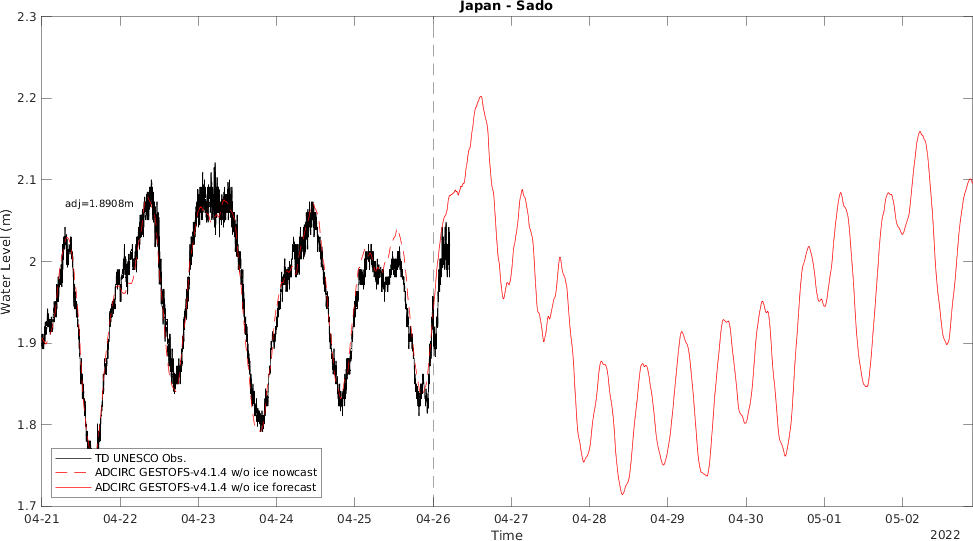 Japan - Sado
2.3
2.2
2.1
2
1.9
1.8
1.7
Water Level (m)
adj=1.8908m
TD UNESCO Obs.
ADCIRC GESTOFS-v4.1.4 w/o ice nowcast
ADCIRC GESTOFS-v4.1.4 w/o ice forecast
04-21 04-22 04-23 04-24 04-25 04-26 04-27 04-28 04-29 04-30 05-01 05-02
Time
2022